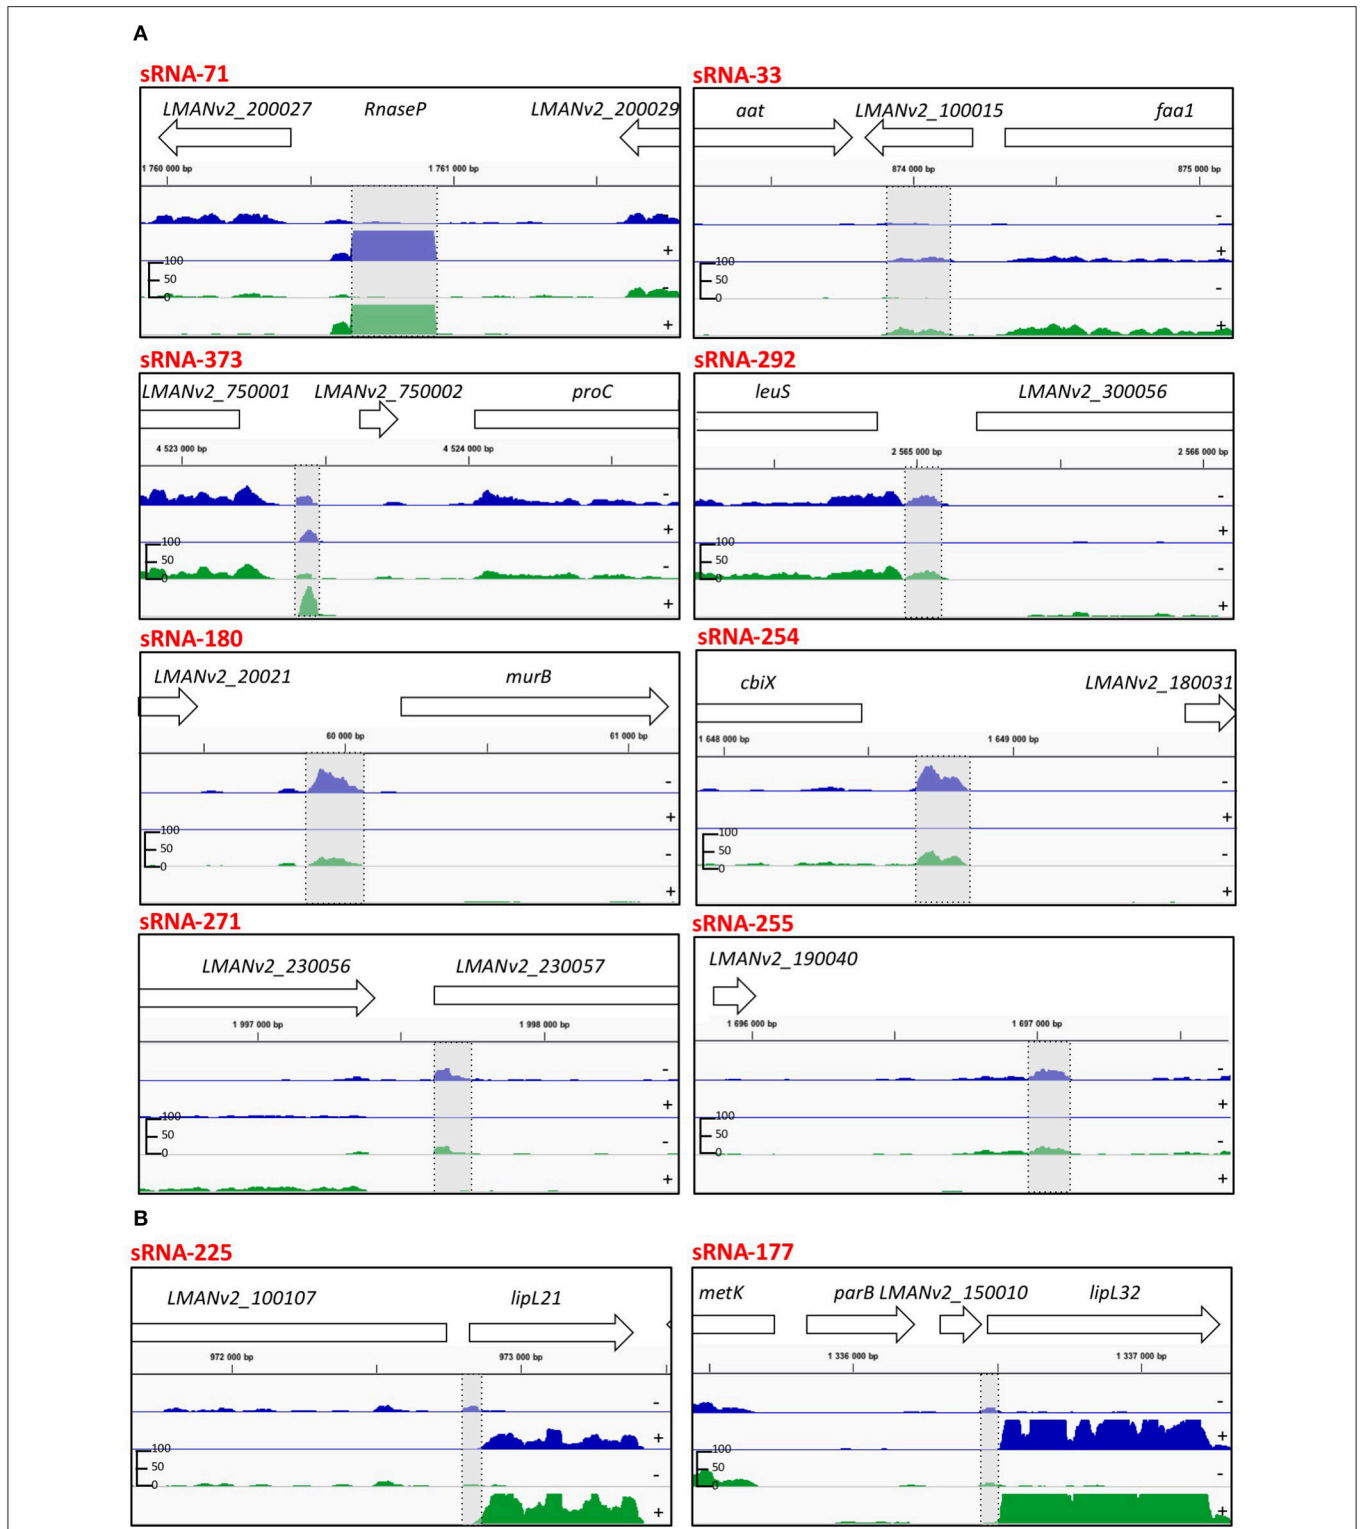 A
sRNA-71
LMANv2_200027 RnaseP LMANv2_200029
1 760 000 bp 1 761 000 bp
-
+
100
50
0
-
+
sRNA-33
aat LMANv2_100015 faa1
874 000 bp 875 000 bp
-
+
100
50
0
-
+
sRNA-373
LMANv2_750001 LMANv2_750002 proC
4 523 000 bp 4 524 000 bp
-
+
100
50
0
-
+
sRNA-292
leuS LMANv2_300056
2 565 000 bp 2 566 000 bp
-
+
100
50
0
-
+
sRNA-180
LMANv2_20021 murB
60 000 bp 61 000 bp
-
+
100
50
0
-
+
sRNA-254
cbiX LMANv2_180031
1 648 000 bp 1 649 000 bp
-
+
100
50
0
-
+
sRNA-271
LMANv2_230056 LMANv2_230057
1 997 000 bp 1 998 000 bp
-
+
100
50
0
-
+
sRNA-255
LMANv2_190040
1 696 000 bp 1 697 000 bp
-
+
100
50
0
-
+
B
sRNA-225
LMANv2_100107 lipL21
972 000 bp 973 000 bp
-
+
100
50
0
-
+
sRNA-177
metK parB LMANv2_150010 lipL32
1 336 000 bp 1 337 000 bp
-
+
100
50
0
-
+